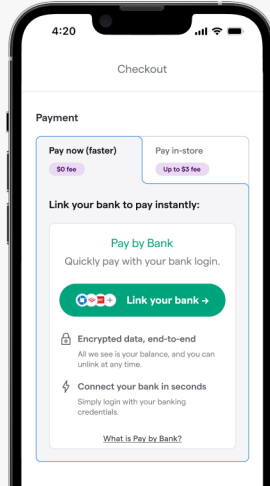 4:20
Checkout
Payment
Pay now (faster)
$0 fee
Pay in-store
Up to $3 fee
Link your bank to pay instantly:
Pay by Bank
Quickly pay with your bank login.
Link your bank →
Encrypted data, end-to-end
All we see is your balance, and you can
unlink at any time.
Connect your bank in seconds
Simply login with your banking
credentials.
What is Pay by Bank?